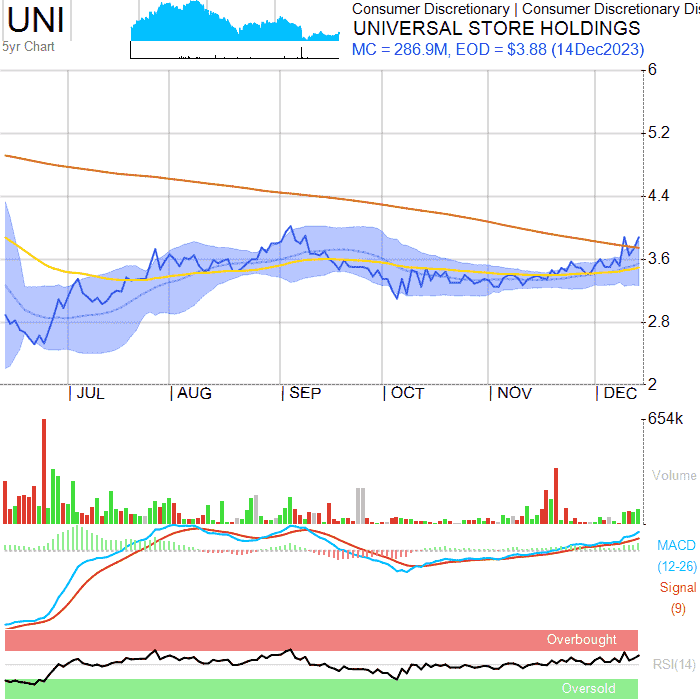 UNI
5yr Chart
Consumer Discretionary | Consumer Discretionary Dis
UNIVERSAL STORE HOLDINGS
MC = 286.9M, EOD = $3.88 (14Dec2023)
6
5.2
4.4
3.6
2.8
2
| JUL | AUG | SEP | OCT | NOV | DEC
654k
Volume
MACD
(12-26)
Signal
(9)
Overbought
RSI(14)
Oversold